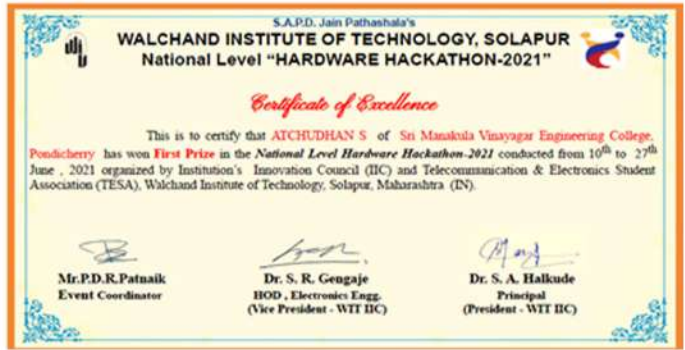 S.A.P.D. Jain Pathashala's
WALCHAND INSTITUTE OF TECHNOLOGY, SOLAPUR
National Level “HARDWARE HACKATHON-2021”
Certificate of Excellence
This is to certify that ATCHUDHAN S of Sri Manakula Vinayagar Engineering College,
Pondicherry has won First Prize in the National Level Hardware Hackathon-2021 conducted from 10th to 27th
June , 2021 organized by Institution's Innovation Council (IIC) and Telecommunication & Electronics Student
Association (TESA), Walchand Institute of Technology, Solapur, Maharashtra (IN).
Mr.P.D.R.Patnaik
Event Coordinator
Dr. S. R. Gengaje
HOD , Electronics Engg.
(Vice President - WIT IIC)
Dr. S. A. Halkude
Principal
(President - WIT IIC)